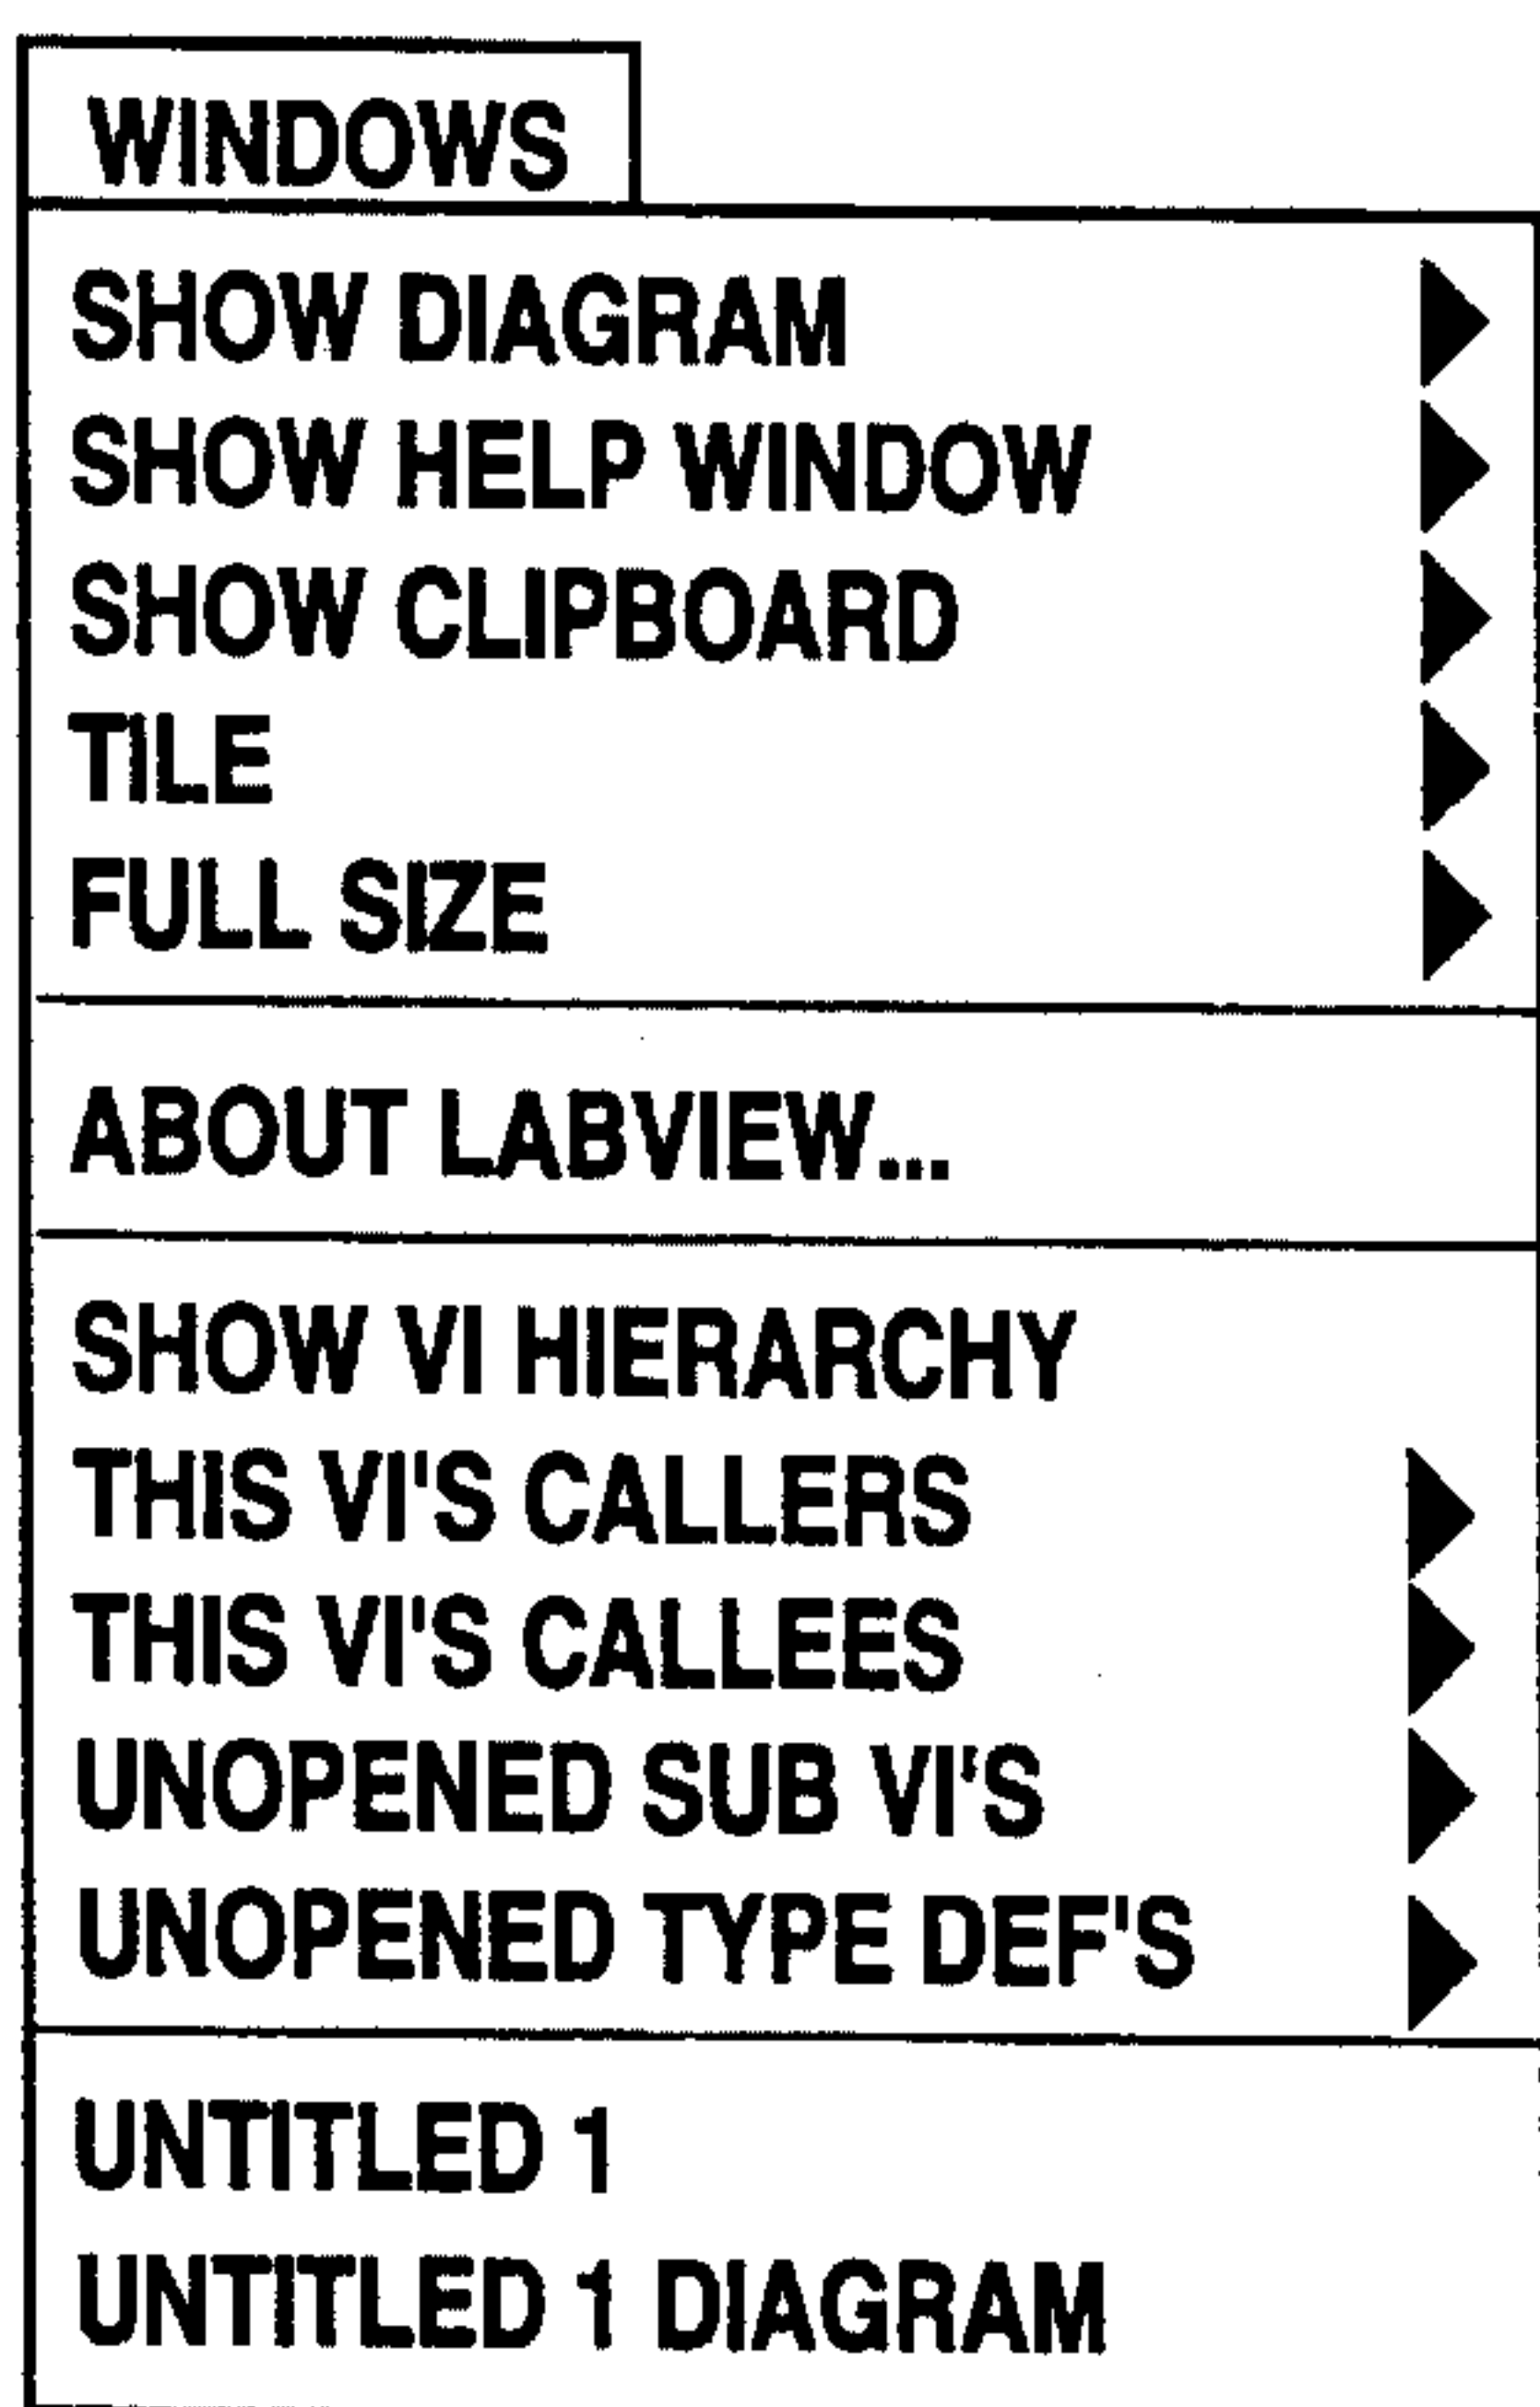 WINDOWS
SHOW DIAGRAM
SHOW HELP WINDOW
SHOW CLIPBOARD
TILE
FULL SIZE
ABOUT LABVIEW...
SHOW VI HIERARCHY
THIS VI'S CALLERS
THIS VI'S CALLEES
UNOPENED SUB VI'S
UNOPENED TYPE DEF'S
UNTITLED 1
UNTITLED 1 DIAGRAM